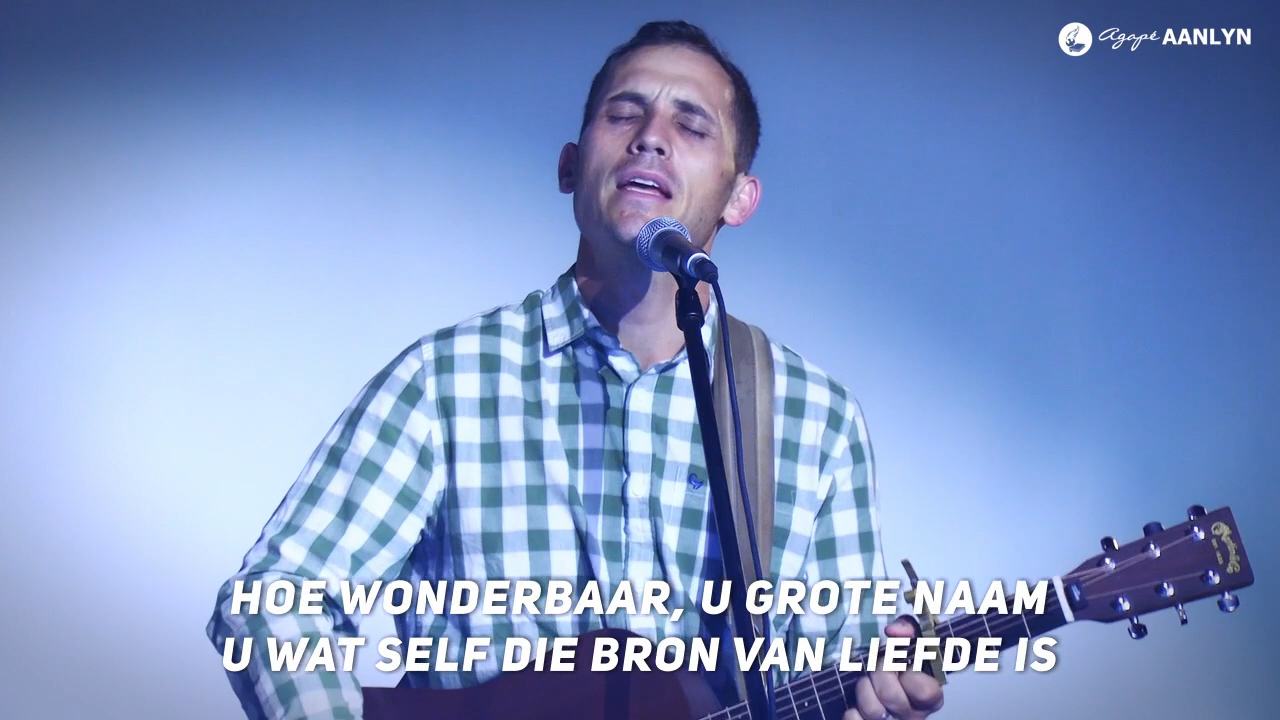 Agapé AANLYN
HOE WONDERBAAR, U GROTE NAAM
U WAT SELF DIE BRON VAN LIEFDE IS